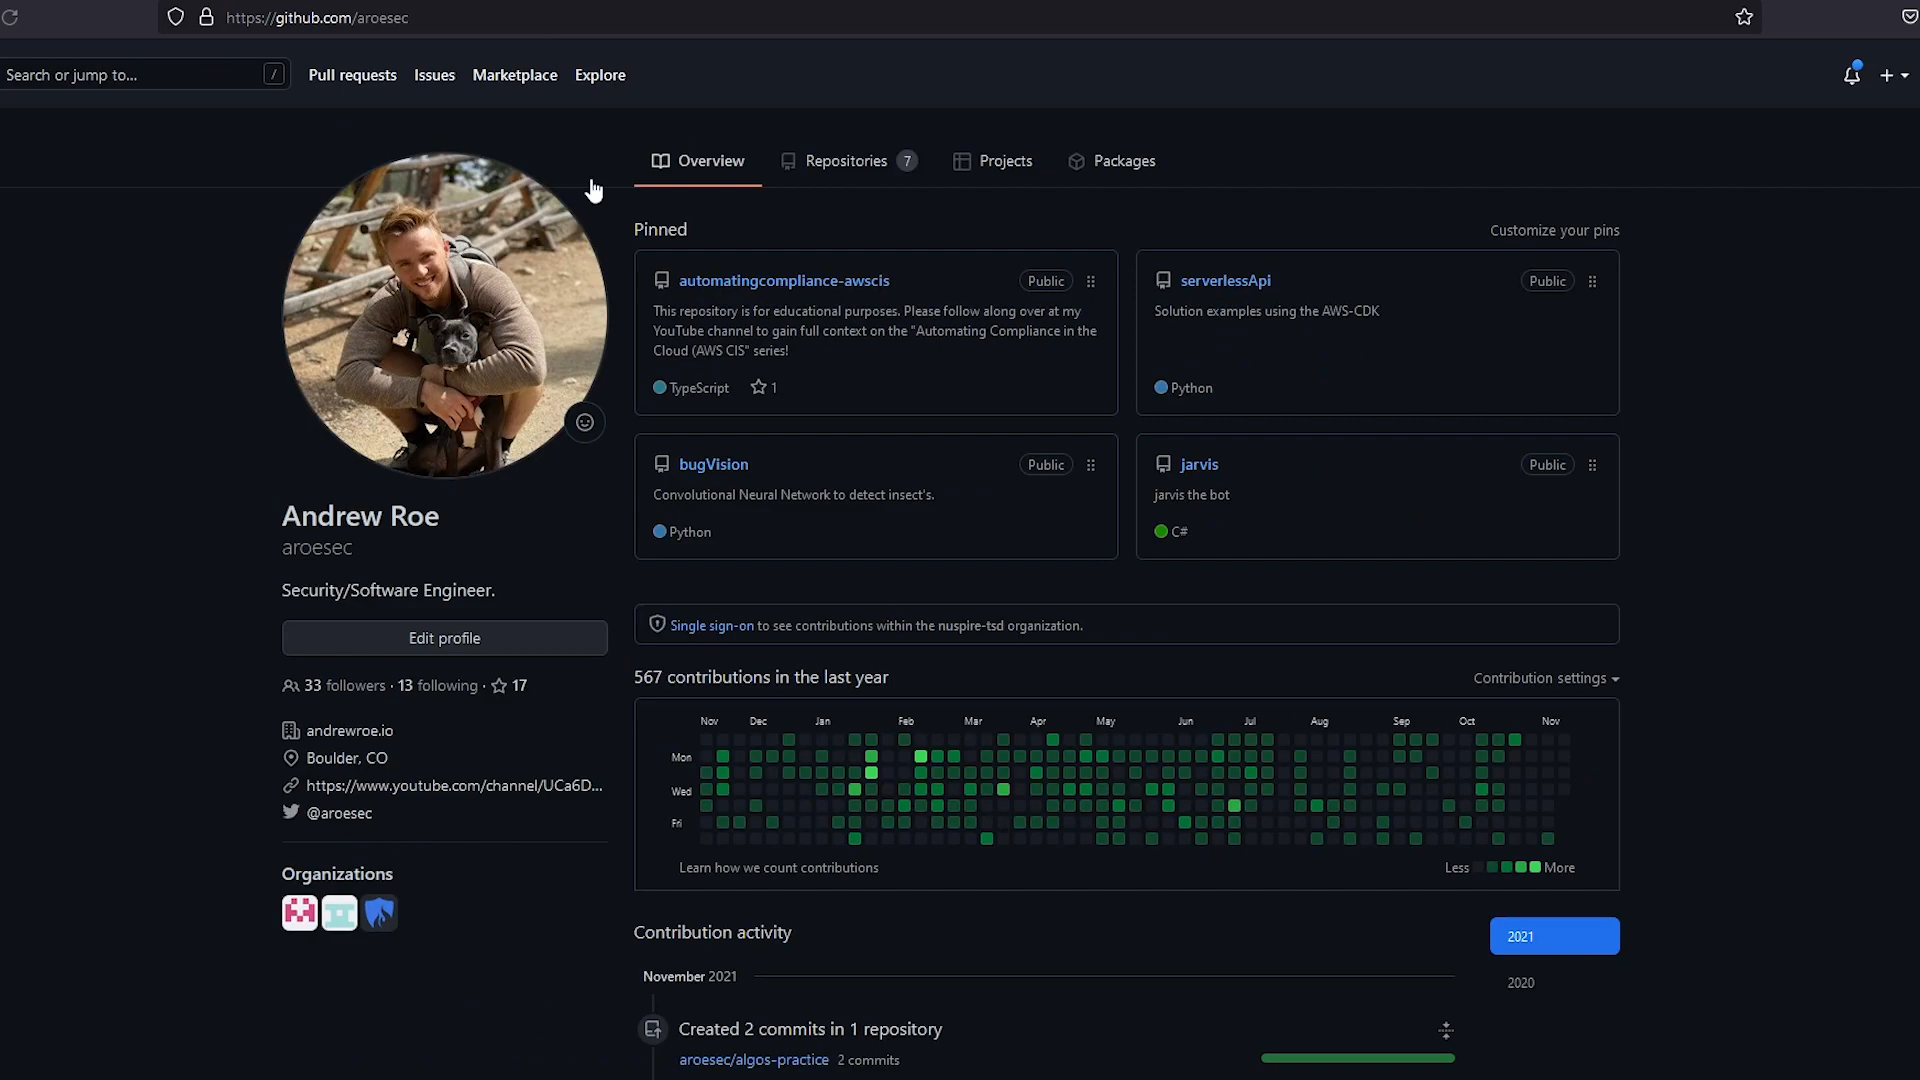 https://github.com/aroesec
Search or jump to...
/
Pull requests
Issues
Marketplace
Explore
Overview
Repositories 7
Projects
Packages
Pinned
Customize your pins
automatingcompliance-awscis
Public
This repository is for educational purposes. Please follow along over at my
YouTube channel to gain full context on the "Automating Compliance in the
Cloud (AWS CIS" series!
TypeScript
1
serverlessApi
Public
Solution examples using the AWS-CDK
Python
bugVision
Public
Convolutional Neural Network to detect insect's.
Python
jarvis
Public
jarvis the bot
C#
Andrew Roe
aroesec
Security/Software Engineer.
Edit profile
33 followers · 13 following · 17
andrewroe.io
Boulder, CO
https://www.youtube.com/channel/UCa6D...
@aroesec
Organizations
Single sign-on to see contributions within the nuspire-tsd organization.
567 contributions in the last year
Contribution settings
Nov Dec Jan Feb Mar Apr May Jun Jul Aug Sep Oct Nov
Mon
Wed
Fri
Learn how we count contributions
Less
More
Contribution activity
2021
2020
November 2021
Created 2 commits in 1 repository
aroesec/algos-practice 2 commits